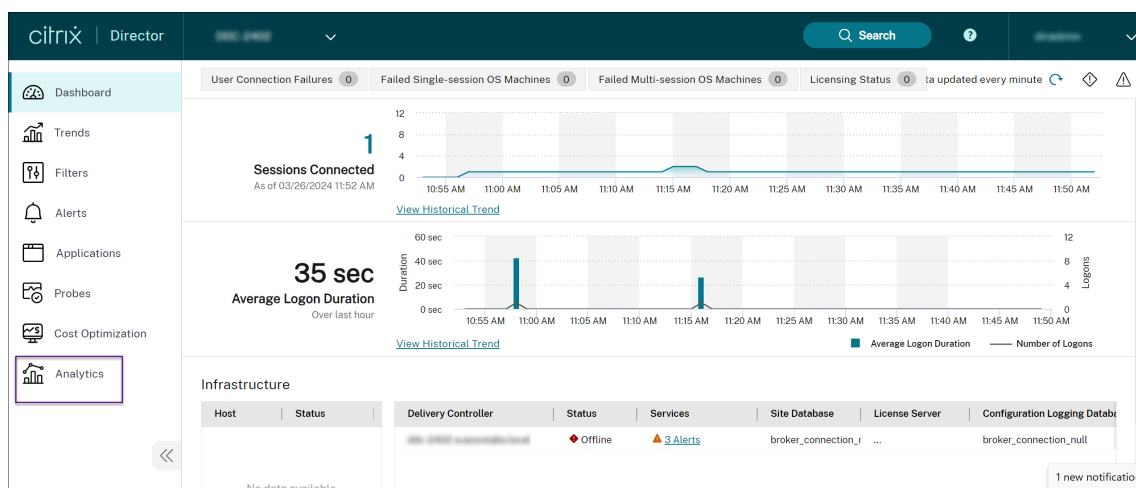 citrix | Director
Search
Dashboard
Trends
Filters
Alerts
Applications
Probes
Cost Optimization
Analytics
User Connection Failures 0 Failed Single-session OS Machines 0 Failed Multi-session OS Machines 0 Licensing Status 0 ta updated every minute
1
Sessions Connected
As of 03/26/2024 11:52 AM
12
8
4
0
10:55 AM 11:00 AM 11:05 AM 11:10 AM 11:15 AM 11:20 AM 11:25 AM 11:30 AM 11:35 AM 11:40 AM 11:45 AM 11:50 AM
View Historical Trend
35 sec
Average Logon Duration
Over last hour
Duration
60 sec
40 sec
20 sec
0 sec
12
8
4
0
Logons
10:55 AM 11:00 AM 11:05 AM 11:10 AM 11:15 AM 11:20 AM 11:25 AM 11:30 AM 11:35 AM 11:40 AM 11:45 AM 11:50 AM
View Historical Trend
Average Logon Duration Number of Logons
Infrastructure
Host Status
No data available
Delivery Controller Status Services Site Database License Server Configuration Logging Databa
Offline 3 Alerts broker_connection_r ... broker_connection_null
1 new notificatio